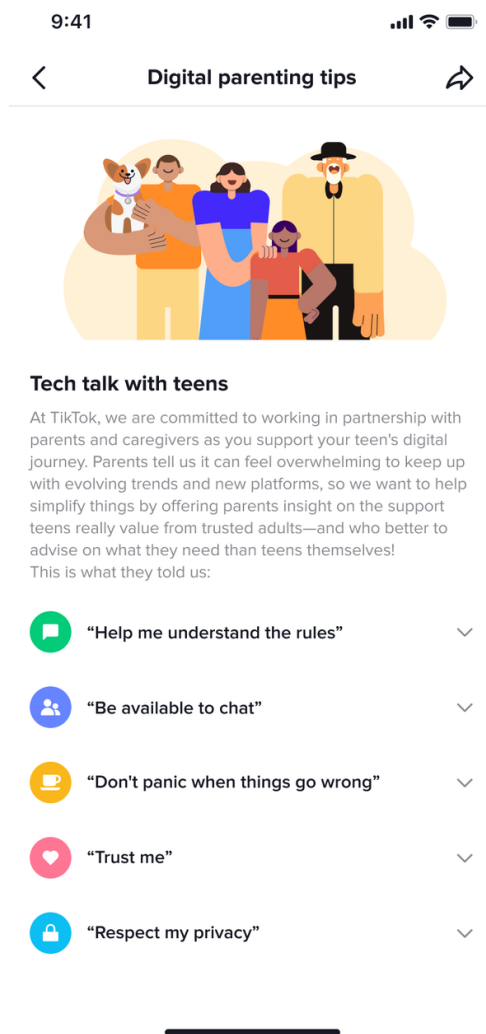 9:41
Digital parenting tips
Tech talk with teens
At TikTok, we are committed to working in partnership with
parents and caregivers as you support your teen's digital
journey. Parents tell us it can feel overwhelming to keep up
with evolving trends and new platforms, so we want to help
simplify things by offering parents insight on the support
teens really value from trusted adults—and who better to
advise on what they need than teens themselves!
This is what they told us:
“Help me understand the rules”
“Be available to chat”
“Don't panic when things go wrong”
“Trust me”
“Respect my privacy”